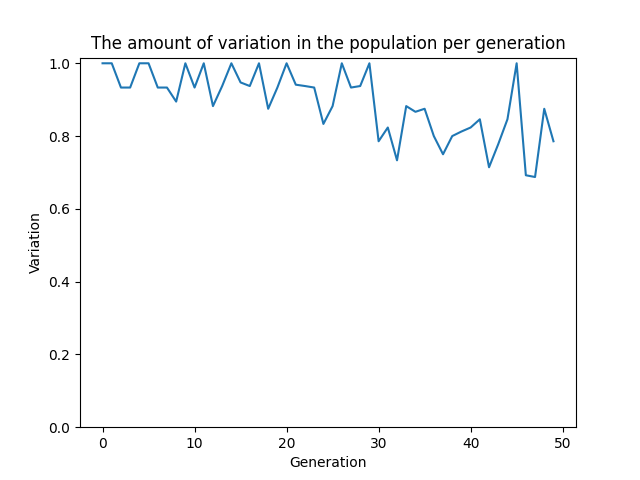 The amount of variation in the population per generation
1.0
0.8
0.6
0.4
0.2
0.0
Variation
0 10 20 30 40 50
Generation